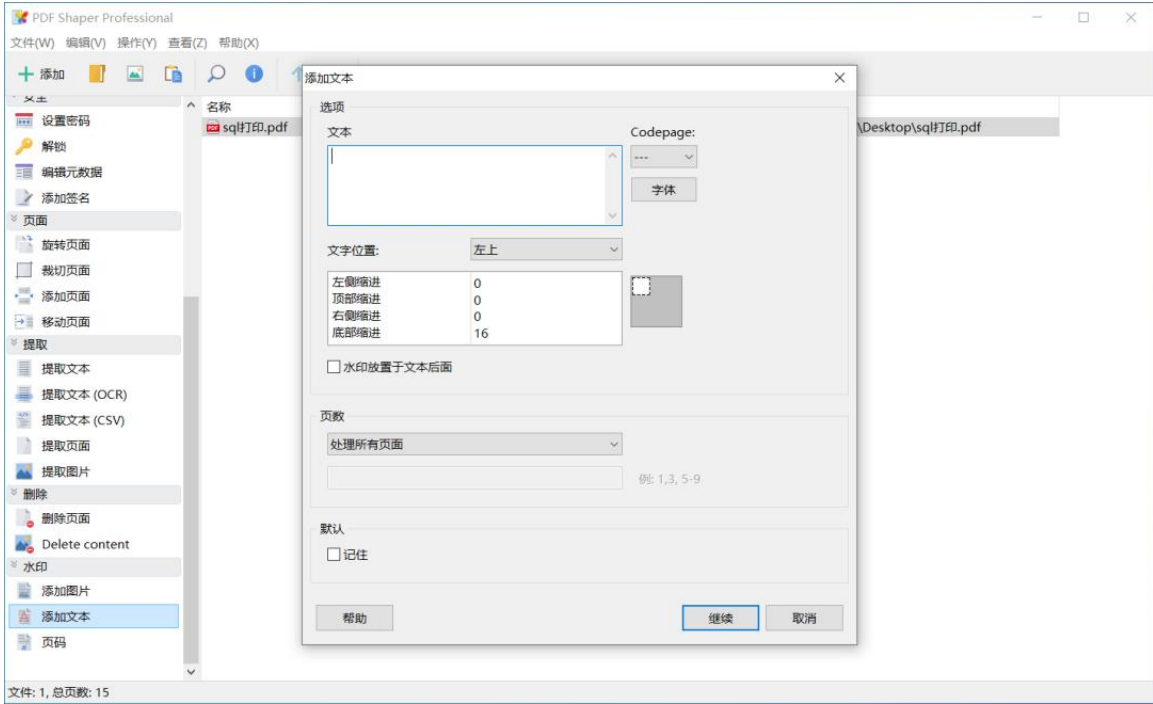 PDF Shaper Professional
文件(W) 编辑(V) 操作(Y) 查看(Z) 帮助(X)
添加
设置密码
解锁
编辑元数据
添加签名
页面
旋转页面
裁切页面
添加页面
移动页面
提取
提取文本
提取文本 (OCR)
提取文本 (CSV)
提取页面
提取图片
删除
删除页面
Delete content
水印
添加图片
添加文本
页码
名称
sql打印.pdf
\Desktop\sql打印.pdf
添加文本
选项
文本
Codepage:
---
字体
文字位置: 左上
左侧缩进 0
顶部缩进 0
右侧缩进 0
底部缩进 16
水印放置于文本后面
页数
处理所有页面
例: 1,3, 5-9
默认
记住
帮助 继续 取消
文件: 1, 总页数: 15